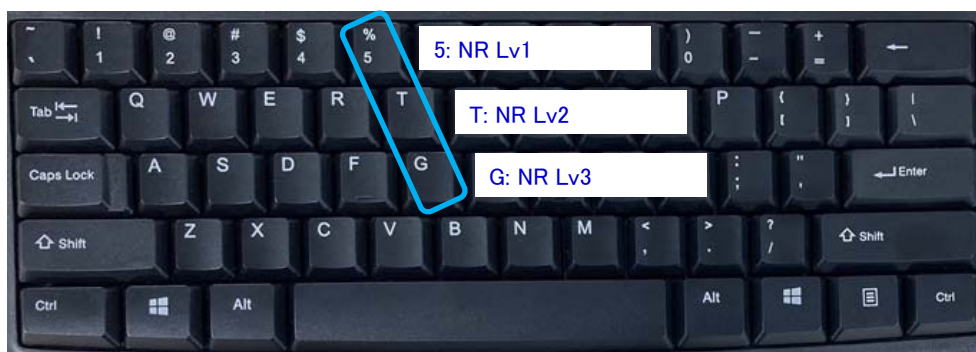 ~ ! @ # $ % ) — +
` 1 2 3 4 5 5: NR Lv1 0 - =
Tab Q W E R T T: NR Lv2 P { } |
[ ] \
Caps Lock A S D F G G: NR Lv3 : " Enter
; '
Shift Z X C V B N M < > ? Shift
, . /
Ctrl Alt Alt Ctrl